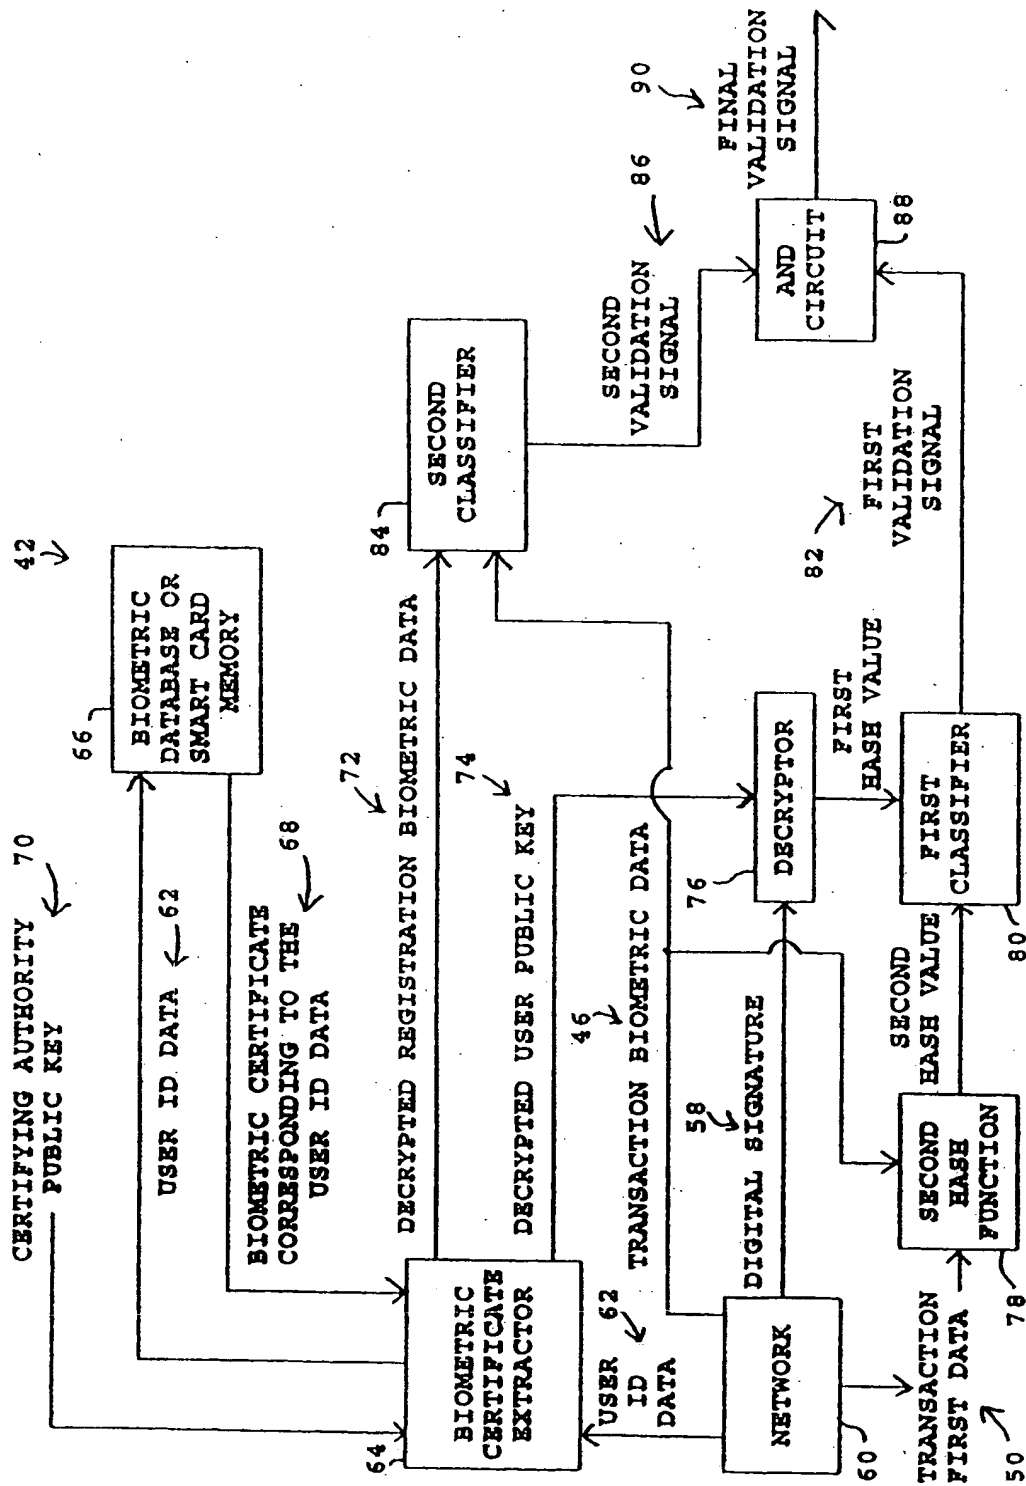 42
CERTIFYING AUTHORITY
PUBLIC KEY
70
USER ID DATA
62
66
BIOMETRIC
DATABASE OR
SMART CARD
MEMORY
BIOMETRIC CERTIFICATE
CORRESPONDING TO THE
USER ID DATA
68
64
BIOMETRIC
CERTIFICATE
EXTRACTOR
DECRYPTED REGISTRATION BIOMETRIC DATA
72
84
SECOND
CLASSIFIER
DECRYPTED USER PUBLIC KEY
74
USER
ID
DATA
62
46
TRANSACTION BIOMETRIC DATA
SECOND
VALIDATION
SIGNAL
86
60
NETWORK
58
DIGITAL SIGNATURE
76
DECRYPTOR
AND
CIRCUIT
88
90
FINAL
VALIDATION
SIGNAL
FIRST
HASH VALUE
82
FIRST
VALIDATION
SIGNAL
TRANSACTION
FIRST DATA
50
SECOND
HASH
FUNCTION
78
SECOND
HASH VALUE
FIRST
CLASSIFIER
80